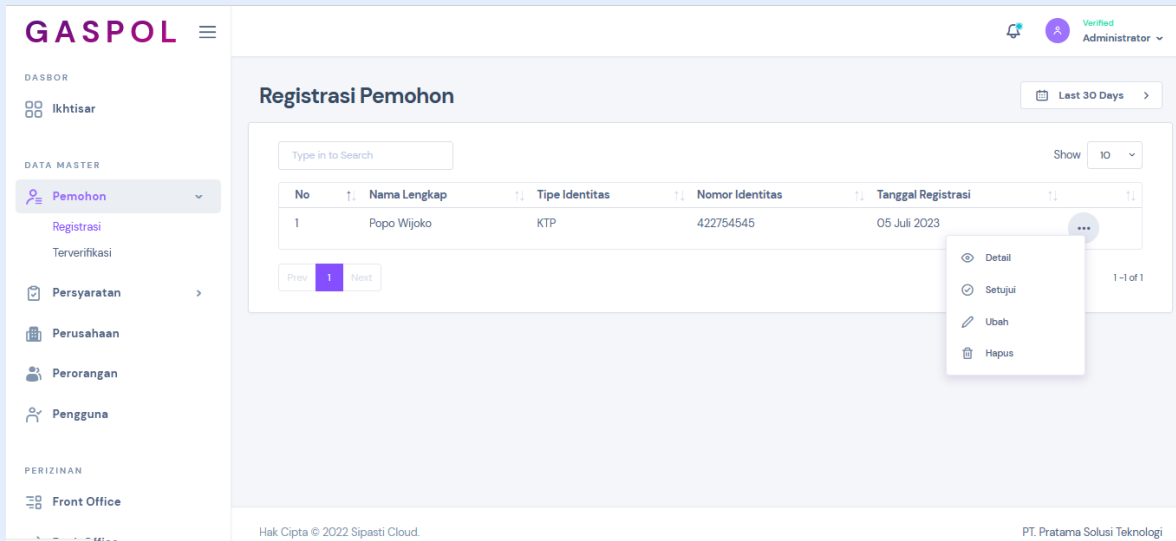 GASPOL
Verified
Administrator
DASBOR
Ikhtisar
DATA MASTER
Pemohon
Registrasi
Terverifikasi
Persyaratan
Perusahaan
Perorangan
Pengguna
PERIZINAN
Front Office
Registrasi Pemohon
Last 30 Days
Type in to Search
Show 10
No Nama Lengkap Tipe Identitas Nomor Identitas Tanggal Registrasi
1 Popo Wijoko KTP 422754545 05 Juli 2023
Detail
Setujui
Ubah
Hapus
Prev 1 Next
1 -1 of 1
Hak Cipta © 2022 Sipasti Cloud.
PT. Pratama Solusi Teknologi